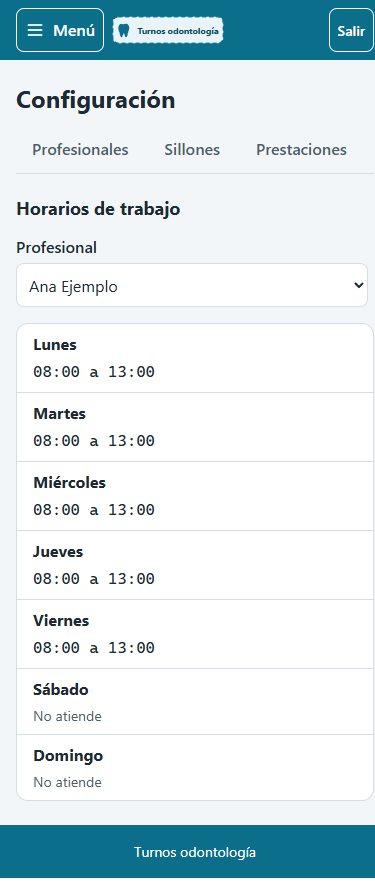 Menú
Turnos odontología
Salir
Configuración
Profesionales Sillones Prestaciones
Horarios de trabajo
Profesional
Ana Ejemplo
Lunes
08:00 a 13:00
Martes
08:00 a 13:00
Miércoles
08:00 a 13:00
Jueves
08:00 a 13:00
Viernes
08:00 a 13:00
Sábado
No atiende
Domingo
No atiende
Turnos odontología